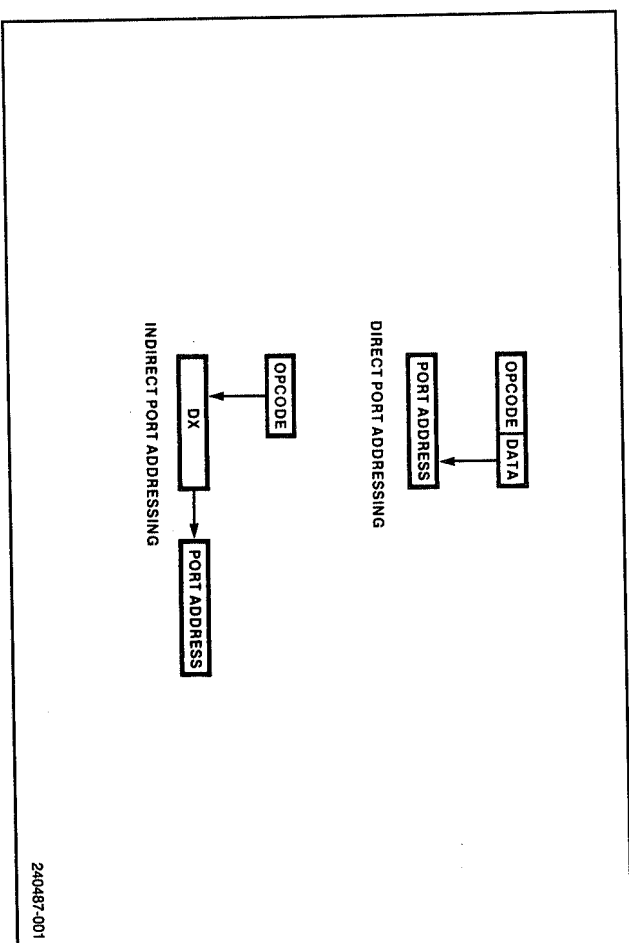 OPCODE DATA
PORT ADDRESS
DIRECT PORT ADDRESSING
OPCODE
DX
PORT ADDRESS
INDIRECT PORT ADDRESSING
240487-001